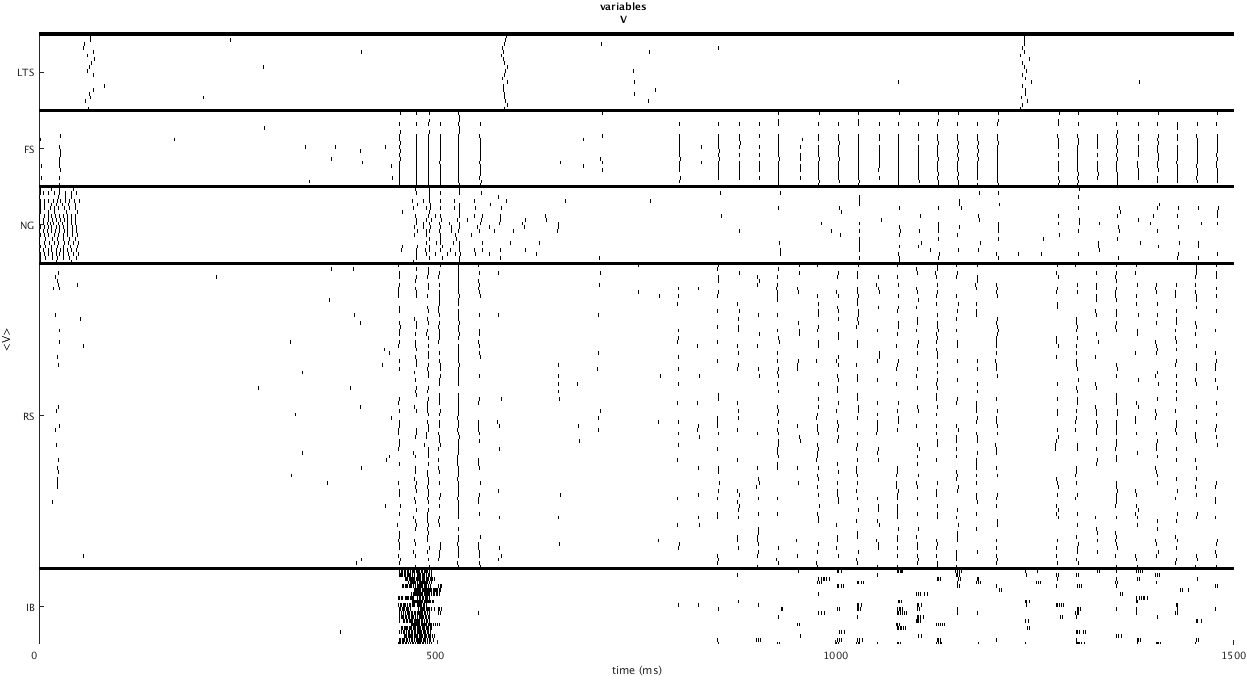 variables
V
LTS
FS
NG
<V>
RS
IB
0
500
1000
1500
time (ms)